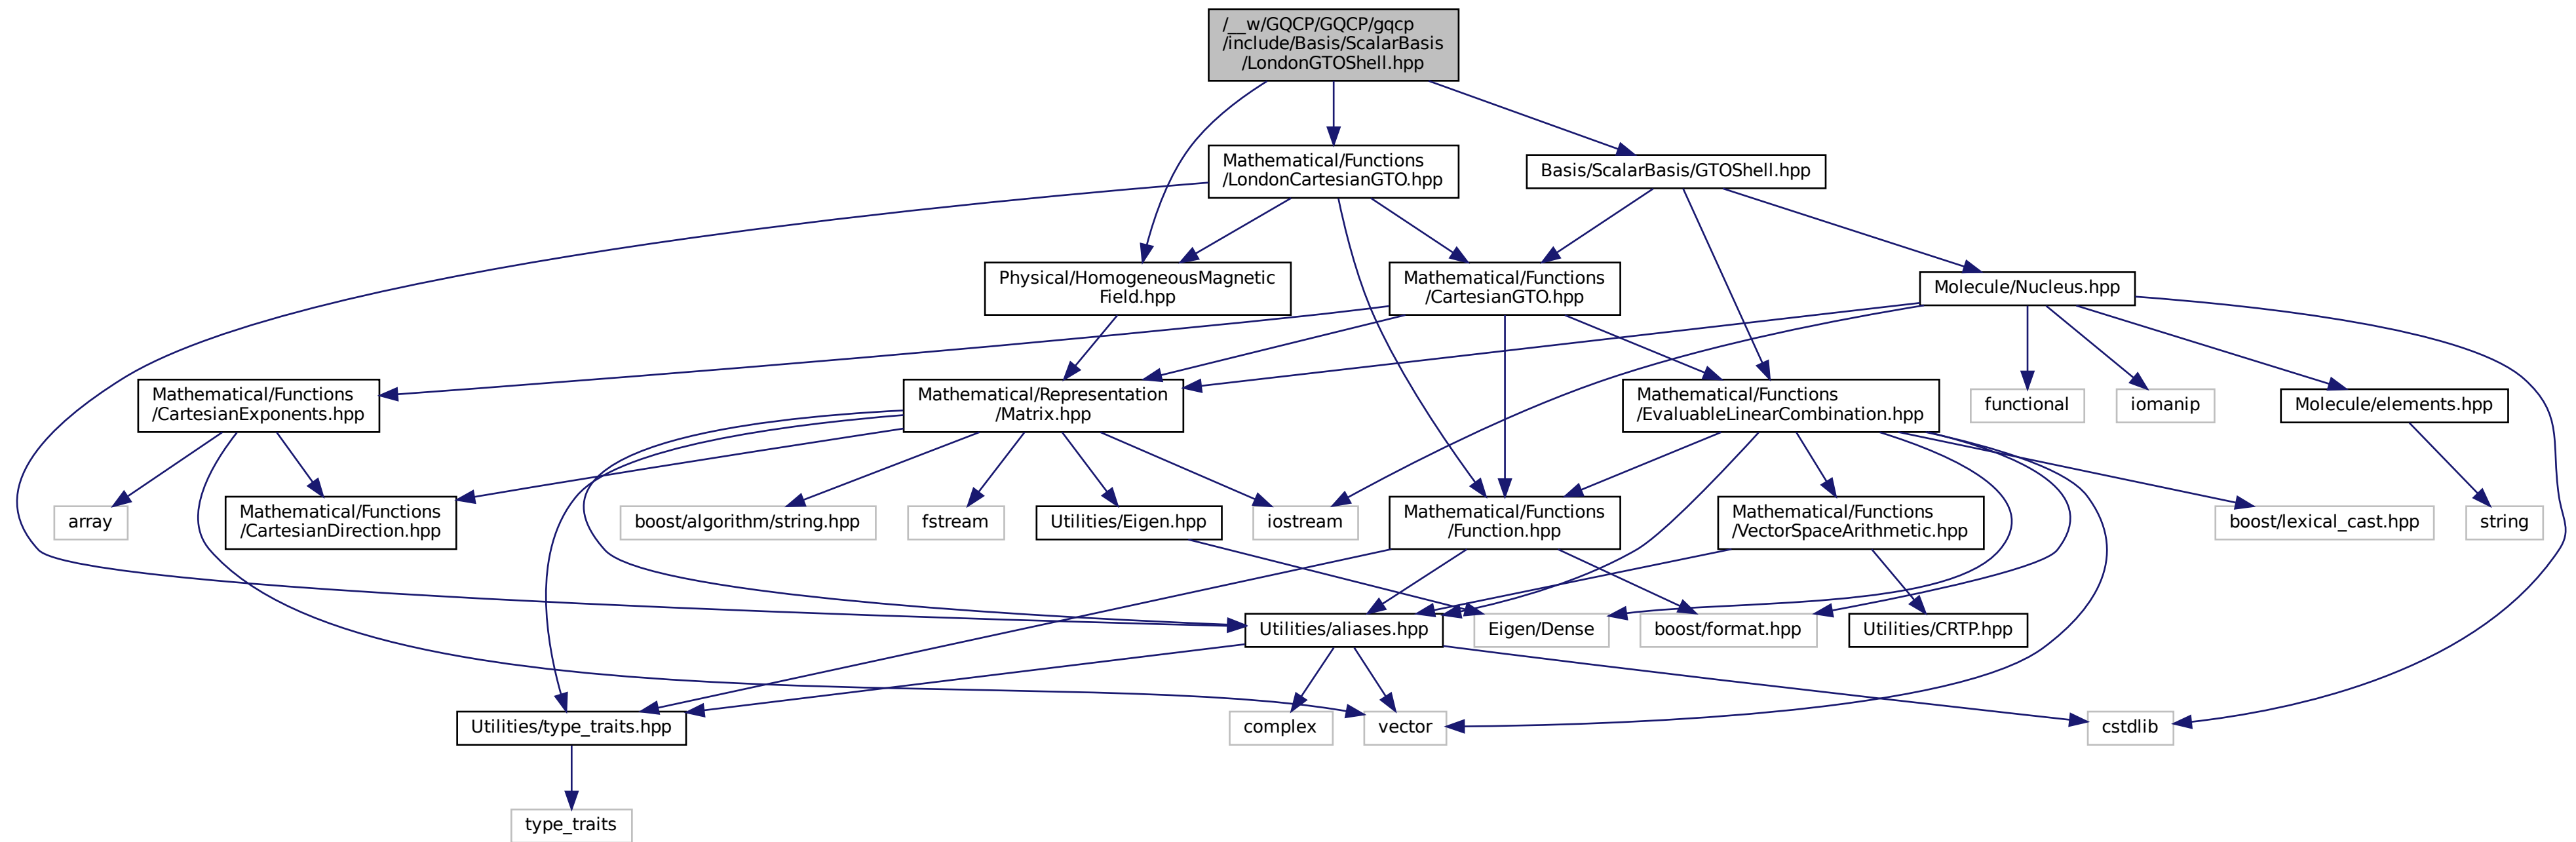 /__w/GQCP/GQCP/gqcp
/include/Basis/ScalarBasis
/LondonGTOShell.hpp
Mathematical/Functions
/LondonCartesianGTO.hpp
Basis/ScalarBasis/GTOShell.hpp
Physical/HomogeneousMagnetic
Field.hpp
Mathematical/Functions
/CartesianGTO.hpp
Molecule/Nucleus.hpp
Mathematical/Functions
/CartesianExponents.hpp
Mathematical/Representation
/Matrix.hpp
Mathematical/Functions
/EvaluableLinearCombination.hpp
functional
iomanip
Molecule/elements.hpp
array
Mathematical/Functions
/CartesianDirection.hpp
boost/algorithm/string.hpp
fstream
Utilities/Eigen.hpp
iostream
Mathematical/Functions
/Function.hpp
Mathematical/Functions
/VectorSpaceArithmetic.hpp
boost/lexical_cast.hpp
string
Utilities/aliases.hpp
Eigen/Dense
boost/format.hpp
Utilities/CRTP.hpp
Utilities/type_traits.hpp
complex
vector
cstdlib
type_traits